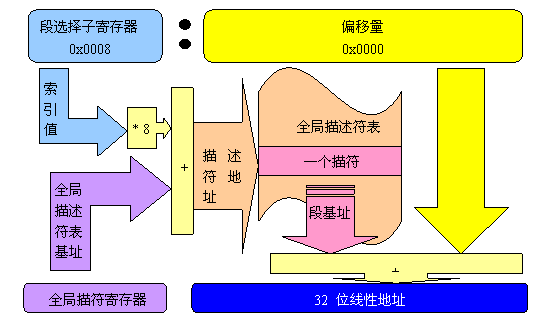 段选择子寄存器
0x0008
:
偏移量
0x0000
索
引
值
* 8
+
描 述
符 地
址
全局描述符表
一个描符
段基址
全局
描述
符表
基址
+
全局描符寄存器
32 位线性地址